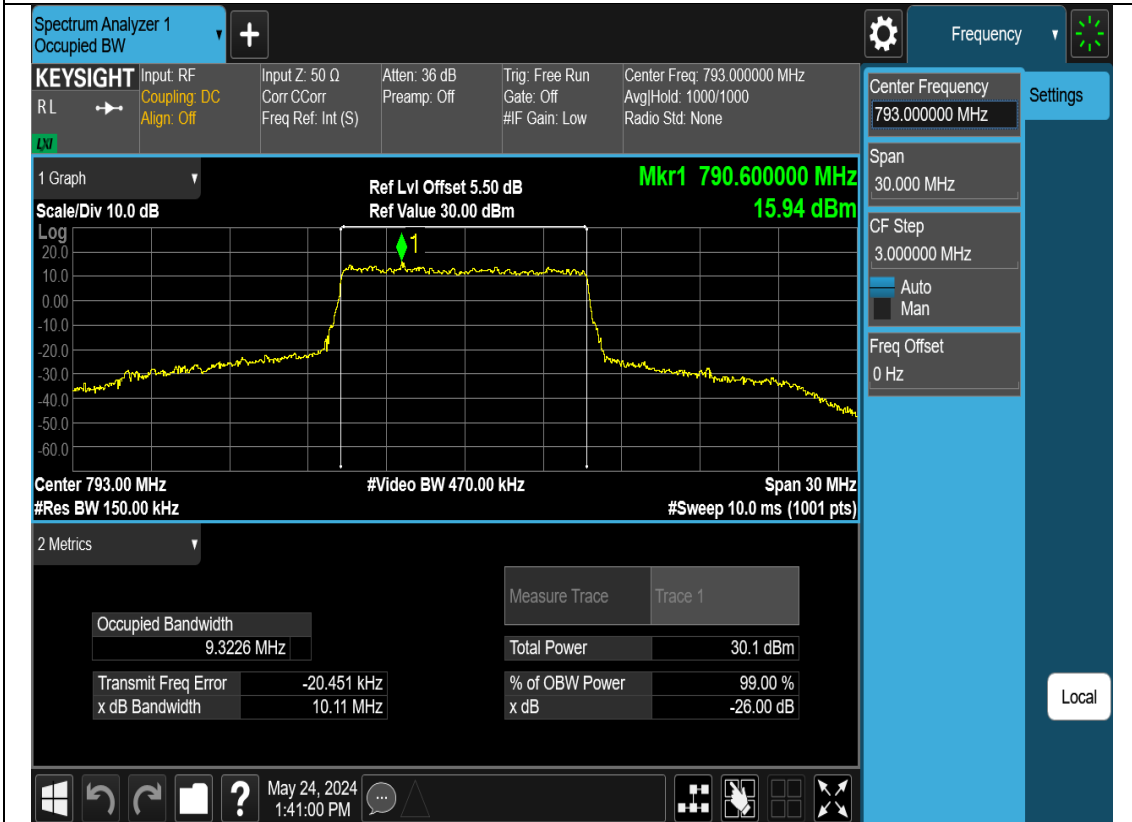 Spectrum Analyzer 1
Occupied BW
+
Frequency
KEYSIGHT
RL
LXI
Input: RF
Coupling: DC
Align: Off
Input Z: 50 Ω
Corr CCorr
Freq Ref: Int (S)
Atten: 36 dB
Preamp: Off
Trig: Free Run
Gate: Off
#IF Gain: Low
Center Freq: 793.000000 MHz
Avg|Hold: 1000/1000
Radio Std: None
Center Frequency
793.000000 MHz
Settings
Span
30.000 MHz
CF Step
3.000000 MHz
Auto
Man
Freq Offset
0 Hz
Local
1 Graph
Scale/Div 10.0 dB
Ref Lvl Offset 5.50 dB
Ref Value 30.00 dBm
Mkr1 790.600000 MHz
15.94 dBm
Log
1
20.0
10.0
0.00
-10.0
-20.0
-30.0
-40.0
-50.0
-60.0
Center 793.00 MHz
#Video BW 470.00 kHz
Span 30 MHz
#Res BW 150.00 kHz
#Sweep 10.0 ms (1001 pts)
2 Metrics
Measure Trace
Trace 1
Occupied Bandwidth
9.3226 MHz
Total Power
30.1 dBm
Transmit Freq Error
-20.451 kHz
% of OBW Power
99.00 %
x dB Bandwidth
10.11 MHz
x dB
-26.00 dB
?
May 24, 2024
1:41:00 PM